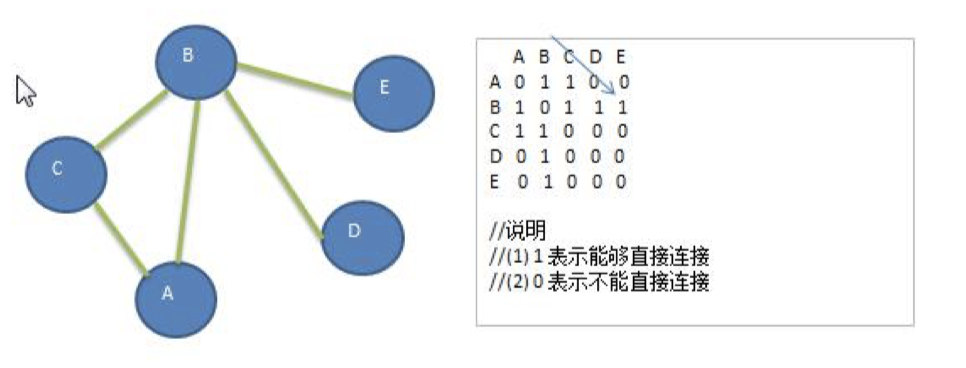 B
E
C
D
A
A B C D E
A 0 1 1 0 0
B 1 0 1 1 1
C 1 1 0 0 0
D 0 1 0 0 0
E 0 1 0 0 0
//说明
//(1) 1 表示能够直接连接
//(2) 0 表示不能直接连接